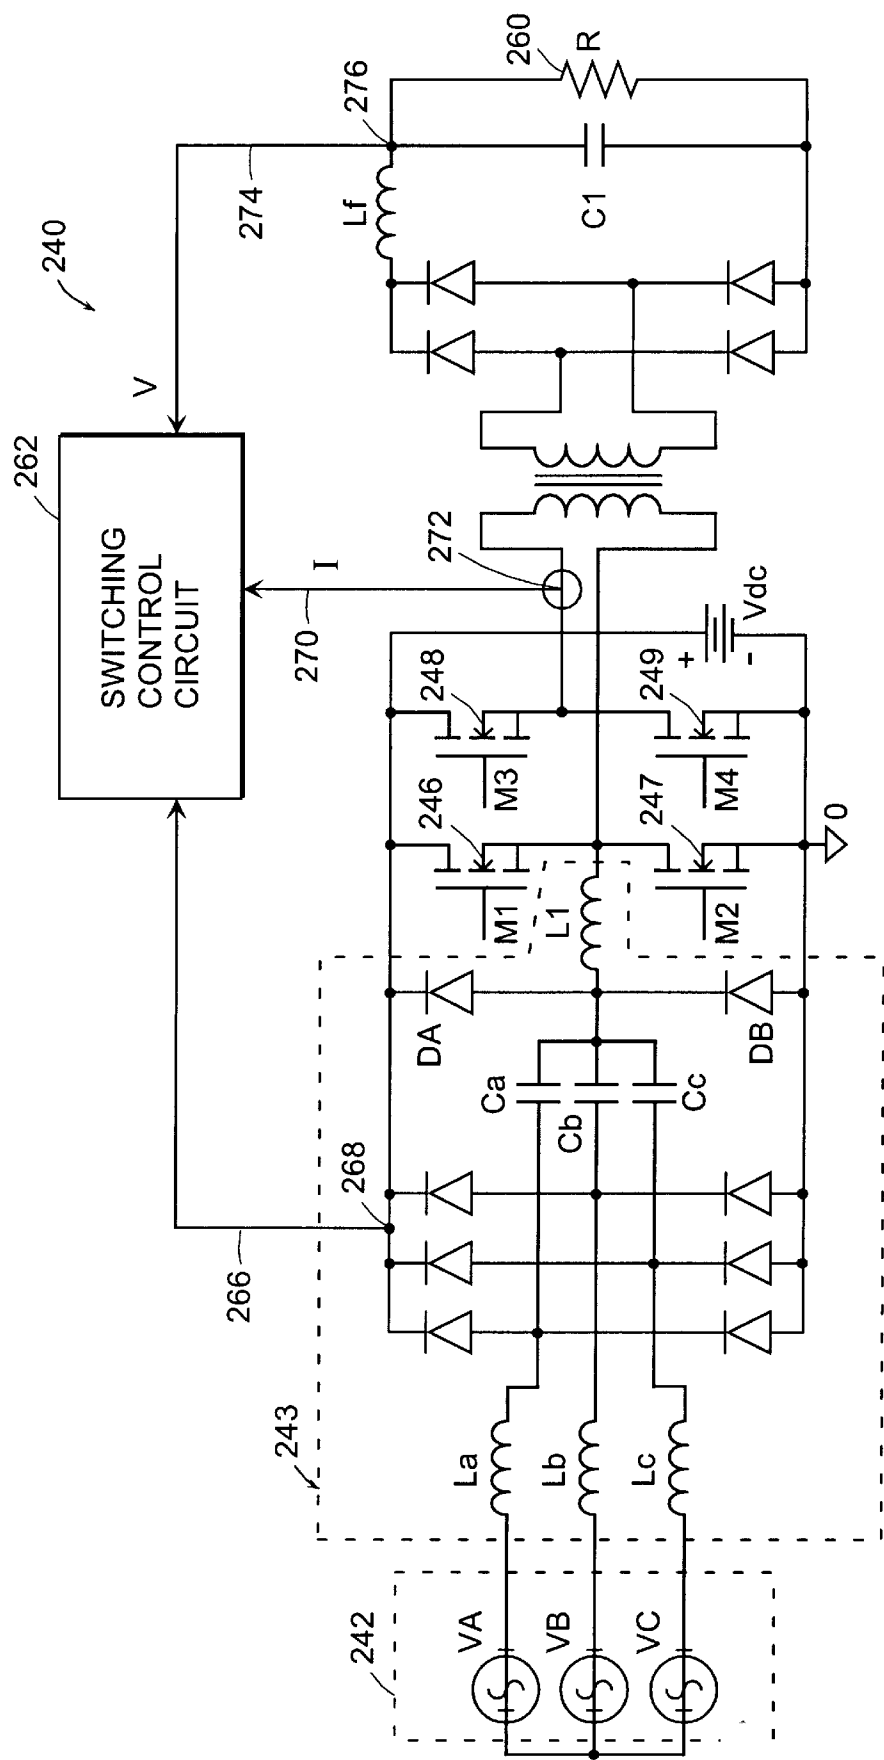 240
262
SWITCHING
CONTROL
CIRCUIT
V
I
266
270
274
268
272
276
243
242
VA
VB
VC
La
Lb
Lc
Ca
Cb
Cc
DA
DB
L1
M1
246
M2
247
M3
248
M4
249
0
+
-
Vdc
Lf
C1
260
R